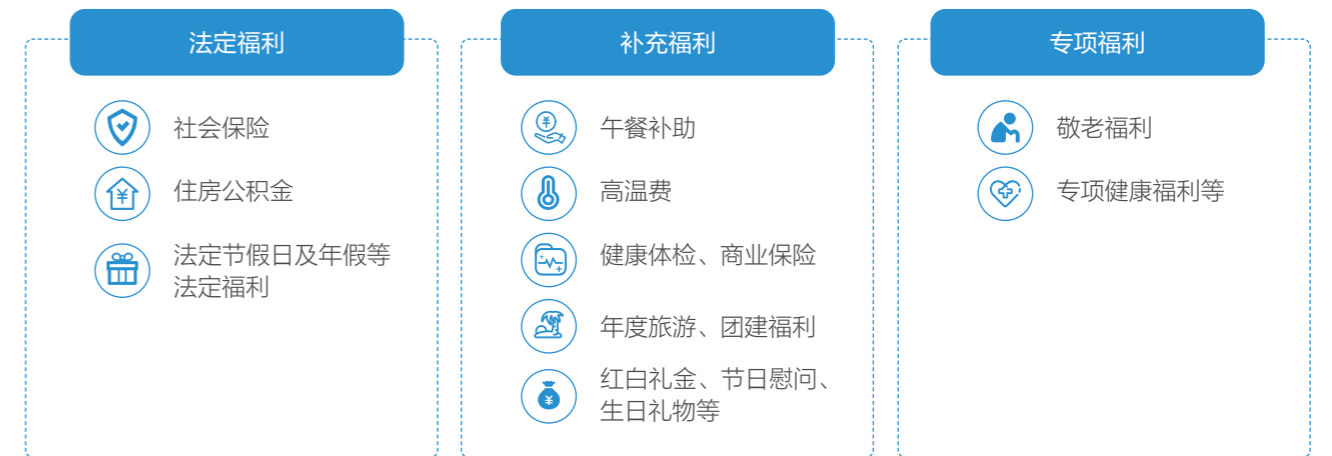 法定福利
社会保险
住房公积金
法定节假日及年假等
法定福利
补充福利
午餐补助
高温费
健康体检、商业保险
年度旅游、团建福利
红白礼金、节日慰问、
生日礼物等
专项福利
敬老福利
专项健康福利等